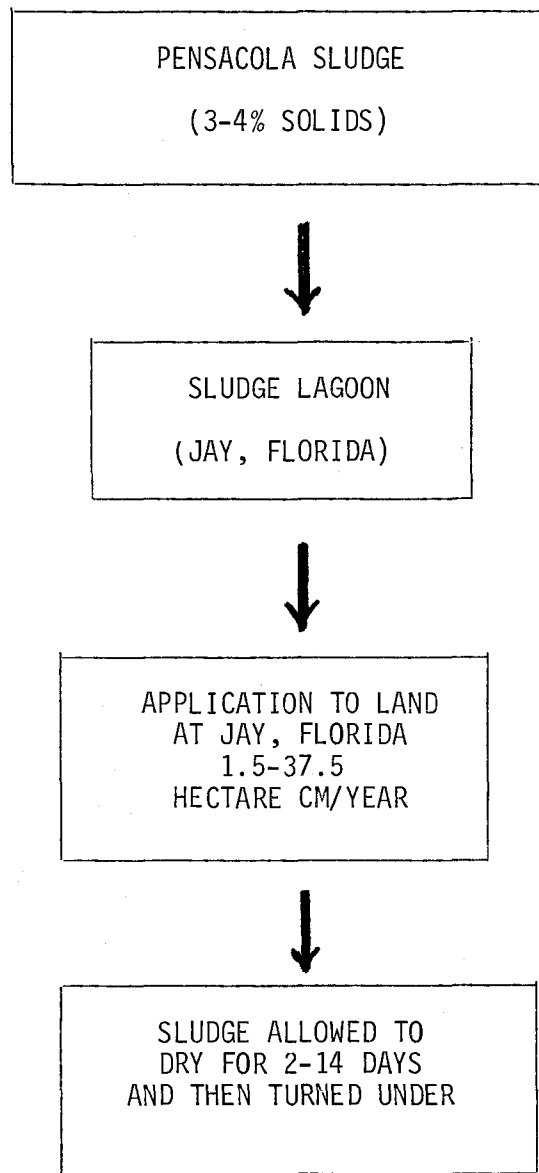 PENSACOLA SLUDGE
(3-4% SOLIDS)
SLUDGE LAGOON
(JAY, FLORIDA)
APPLICATION TO LAND
AT JAY, FLORIDA
1.5-37.5
HECTARE CM/YEAR
SLUDGE ALLOWED TO
DRY FOR 2-14 DAYS
AND THEN TURNED UNDER